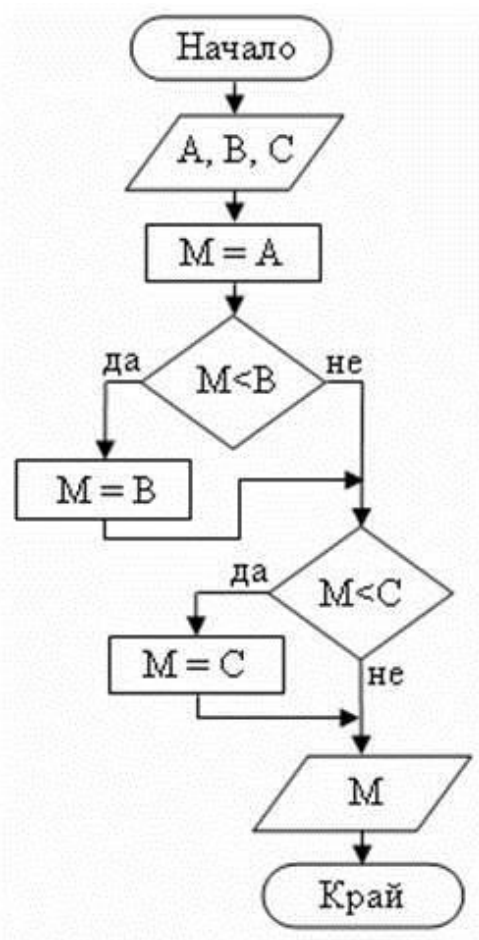 Начало
A, B, C
M = A
да
M<B
не
M = B
да
M<C
M = C
не
M
Край